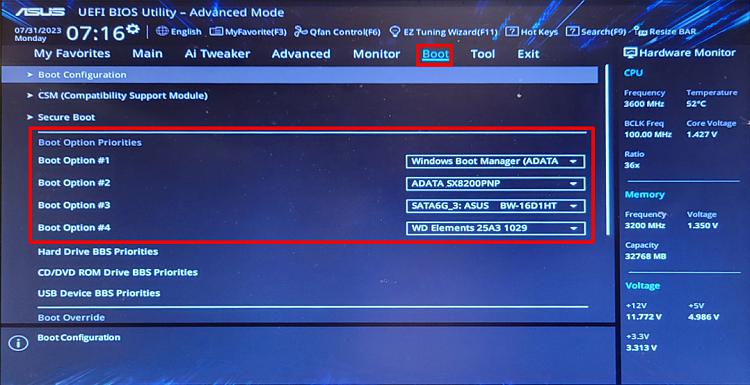 ASUS UEFI BIOS Utility – Advanced Mode
07/31/2023 Monday 07:16 English MyFavorite(F3) Qfan Control(F6) EZ Tuning Wizard(F11) Hot Keys Search(F9) Resize BAR
My Favorites Main Ai Tweaker Advanced Monitor Boot Tool Exit
Boot Configuration
CSM (Compatibility Support Module)
Secure Boot
Boot Option Priorities
Boot Option #1 Windows Boot Manager (ADATA
Boot Option #2 ADATA SX8200PNP
Boot Option #3 SATA6G_3: ASUS BW-16D1HT
Boot Option #4 WD Elements 25A3 1029
Hard Drive BBS Priorities
CD/DVD ROM Drive BBS Priorities
USB Device BBS Priorities
Boot Override
Boot Configuration
Hardware Monitor
CPU
Frequency Temperature
3600 MHz 52°C
BCLK Freq Core Voltage
100.00 MHz 1.427 V
Ratio
36x
Memory
Frequency Voltage
3200 MHz 1.350 V
Capacity
32768 MB
Voltage
+12V +5V
11.772 V 4.986 V
+3.3V
3.313 V